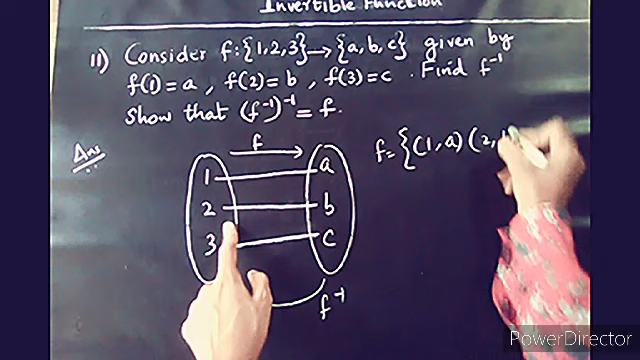 Invertible Function
11) Consider f:{1,2,3}→{a,b,c} given by
f(1)=a , f(2)=b , f(3)=c . Find f⁻¹
Show that (f⁻¹)⁻¹ = f.
Ans
f
1 a
2 b
3 c
f⁻¹
f={(1,a)(2,
PowerDirector